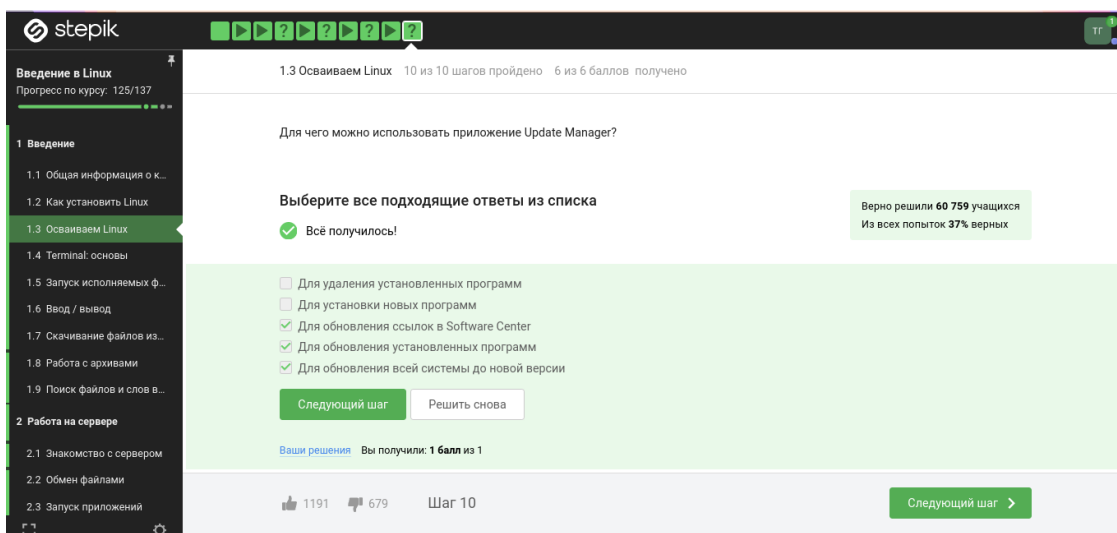 stepik
? ? ? ?
ТГ
1
Введение в Linux
Прогресс по курсу: 125/137
1 Введение
1.1 Общая информация о к...
1.2 Как установить Linux
1.3 Осваиваем Linux
1.4 Terminal: основы
1.5 Запуск исполняемых ф...
1.6 Ввод / вывод
1.7 Скачивание файлов из...
1.8 Работа с архивами
1.9 Поиск файлов и слов в...
2 Работа на сервере
2.1 Знакомство с сервером
2.2 Обмен файлами
2.3 Запуск приложений
1.3 Осваиваем Linux 10 из 10 шагов пройдено 6 из 6 баллов получено
Для чего можно использовать приложение Update Manager?
Выберите все подходящие ответы из списка
Всё получилось!
Верно решили 60 759 учащихся
Из всех попыток 37% верных
Для удаления установленных программ
Для установки новых программ
Для обновления ссылок в Software Center
Для обновления установленных программ
Для обновления всей системы до новой версии
Следующий шаг Решить снова
Ваши решения Вы получили: 1 балл из 1
1191 679 Шаг 10 Следующий шаг